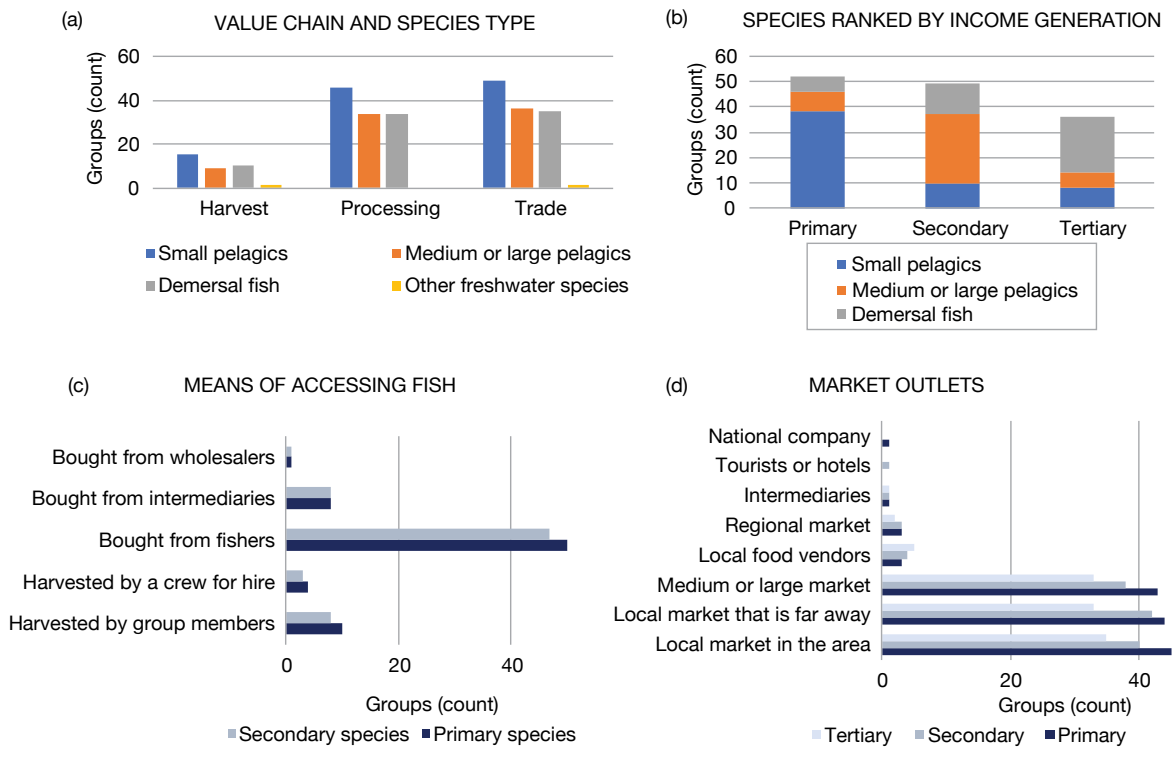 (a)
VALUE CHAIN AND SPECIES TYPE
Groups (count)
60
40
20
0
Harvest
Processing
Trade
Small pelagics
Medium or large pelagics
Demersal fish
Other freshwater species
(b)
SPECIES RANKED BY INCOME GENERATION
Groups (count)
60
50
40
30
20
10
0
Primary
Secondary
Tertiary
Small pelagics
Medium or large pelagics
Demersal fish
(c)
MEANS OF ACCESSING FISH
Bought from wholesalers
Bought from intermediaries
Bought from fishers
Harvested by a crew for hire
Harvested by group members
0
20
40
Groups (count)
Secondary species
Primary species
(d)
MARKET OUTLETS
National company
Tourists or hotels
Intermediaries
Regional market
Local food vendors
Medium or large market
Local market that is far away
Local market in the area
0
20
40
Groups (count)
Tertiary
Secondary
Primary